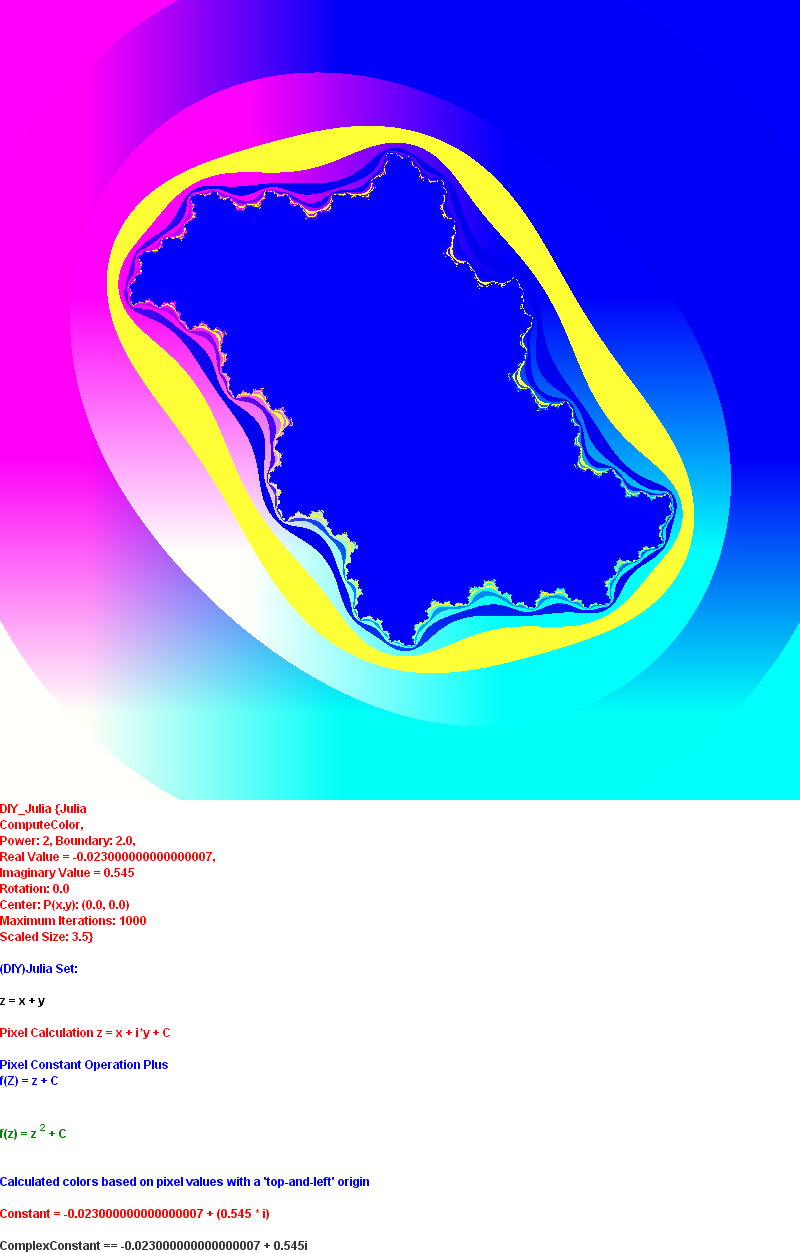 DIY_Julia {Julia
ComputeColor,
Power: 2, Boundary: 2.0,
Real Value = -0.023000000000000007,
Imaginary Value = 0.545
Rotation: 0.0
Center: P(x,y): (0.0, 0.0)
Maximum Iterations: 1000
Scaled Size: 3.5}
(DIY)Julia Set:
z = x + y
Pixel Calculation z = x + i*y + C
Pixel Constant Operation Plus
f(Z) = z + C
f(z) = z 2 + C
Calculated colors based on pixel values with a 'top-and-left' origin
Constant = -0.023000000000000007 + (0.545 * i)
ComplexConstant == -0.023000000000000007 + 0.545i